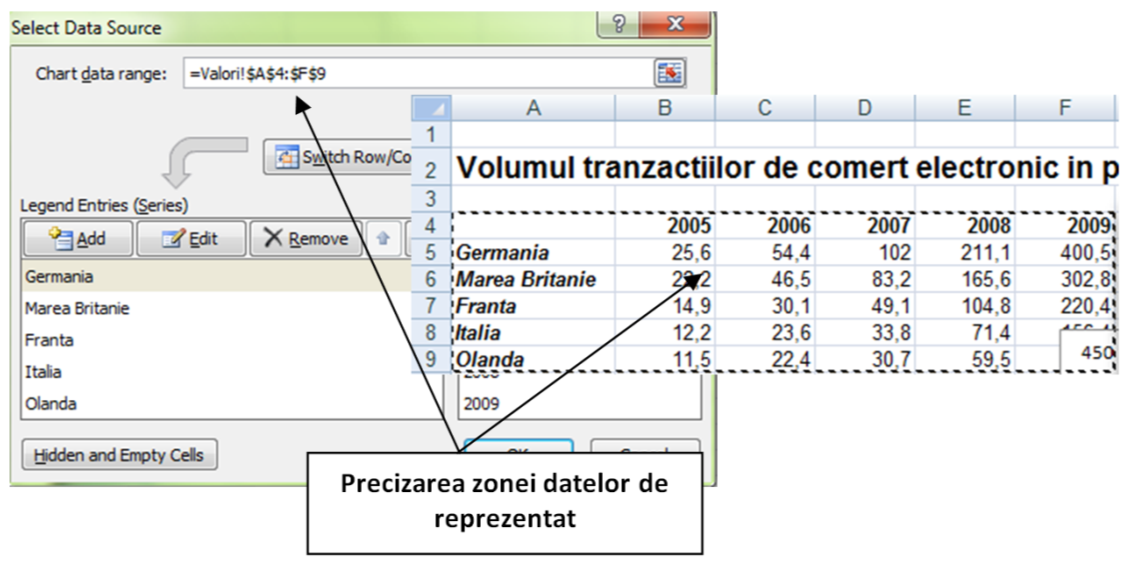 Select Data Source
Chart data range: =Valori!$A$4:$F$9
Switch Row/Co
Legend Entries (Series)
Add Edit Remove
Germania
Marea Britanie
Franta
Italia
Olanda
2009
Hidden and Empty Cells
A B C D E F
1
2 Volumul tranzactiilor de comert electronic in p
3
4 2005 2006 2007 2008 2009
5 Germania 25,6 54,4 102 211,1 400,5
6 Marea Britanie 46,5 83,2 165,6 302,8
7 Franta 14,9 30,1 49,1 104,8 220,4
8 Italia 12,2 23,6 33,8 71,4
9 Olanda 11,5 22,4 30,7 59,5
450
Precizarea zonei datelor de
reprezentat